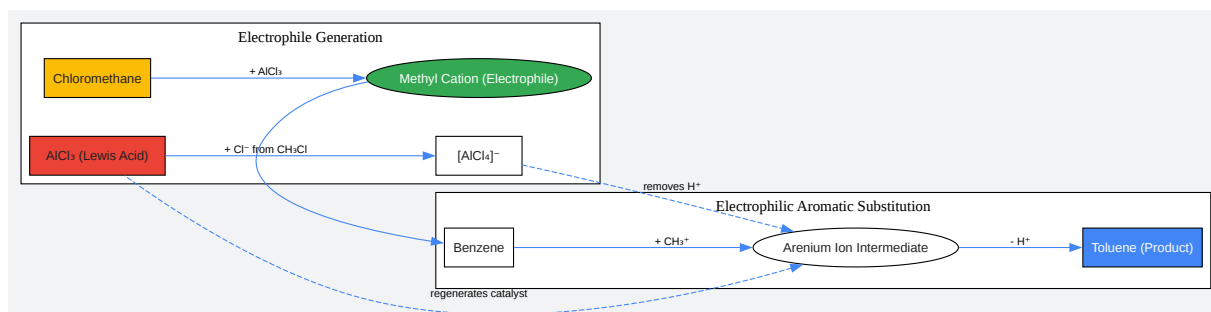 Electrophile Generation
Chloromethane
+ AlCl₃
Methyl Cation (Electrophile)
AlCl₃ (Lewis Acid)
+ Cl⁻ from CH₃Cl
[AlCl₄]⁻
removes H⁺
Electrophilic Aromatic Substitution
Benzene
+ CH₃⁺
Arenium Ion Intermediate
- H⁺
Toluene (Product)
regenerates catalyst